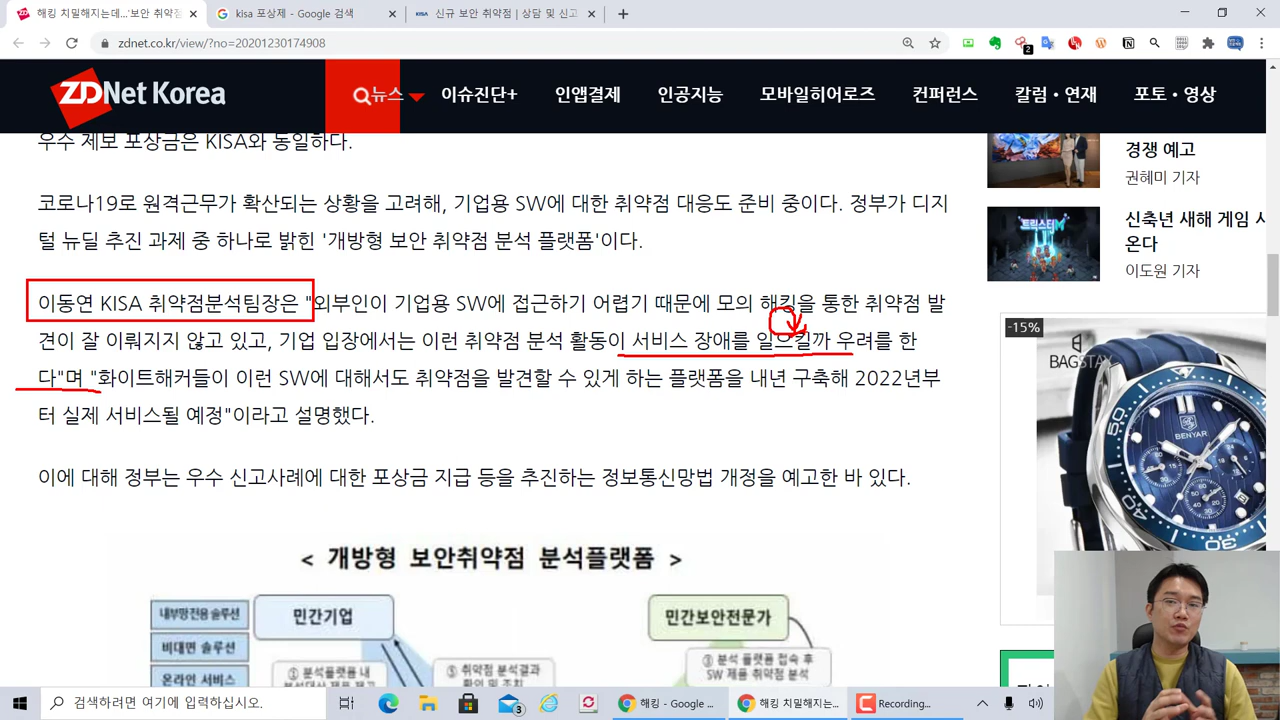 해킹 치밀해지는데...'보안 취약점
kisa 포상제 - Google 검색
KISA 신규 보안 취약점 | 상담 및 신고
zdnet.co.kr/view/?no=20201230174908
ZDNet Korea
뉴스
이슈진단+
인앱결제
인공지능
모바일히어로즈
컨퍼런스
칼럼・연재
포토・영상
우수 제보 포상금은 KISA와 동일하다.
코로나19로 원격근무가 확산되는 상황을 고려해, 기업용 SW에 대한 취약점 대응도 준비 중이다. 정부가 디지
털 뉴딜 추진 과제 중 하나로 밝힌 '개방형 보안 취약점 분석 플랫폼'이다.
이동연 KISA 취약점분석팀장은 "외부인이 기업용 SW에 접근하기 어렵기 때문에 모의 해킹을 통한 취약점 발
견이 잘 이뤄지지 않고 있고, 기업 입장에서는 이런 취약점 분석 활동이 서비스 장애를 일으킬까 우려를 한
다"며 "화이트해커들이 이런 SW에 대해서도 취약점을 발견할 수 있게 하는 플랫폼을 내년 구축해 2022년부
터 실제 서비스될 예정"이라고 설명했다.
이에 대해 정부는 우수 신고사례에 대한 포상금 지급 등을 추진하는 정보통신망법 개정을 예고한 바 있다.
< 개방형 보안취약점 분석플랫폼 >
내부망전용 솔루션
비대면 솔루션
온라인 서비스
민간기업
① 분석플랫폼 내
⑤ 취약점 분석결과
확인 및 조치
민간보안전문가
③ 분석 플랫폼 접속 후
SW 제품 취약점 분석
경쟁 예고
권혜미 기자
트릭스터M
신축년 새해 게임 시
온다
이도원 기자
-15%
BAGSTAY
50
55
05
10
BENYAR
검색하려면 여기에 입력하십시오.
3
해킹 - Google ...
해킹 치밀해지는...
Recording...